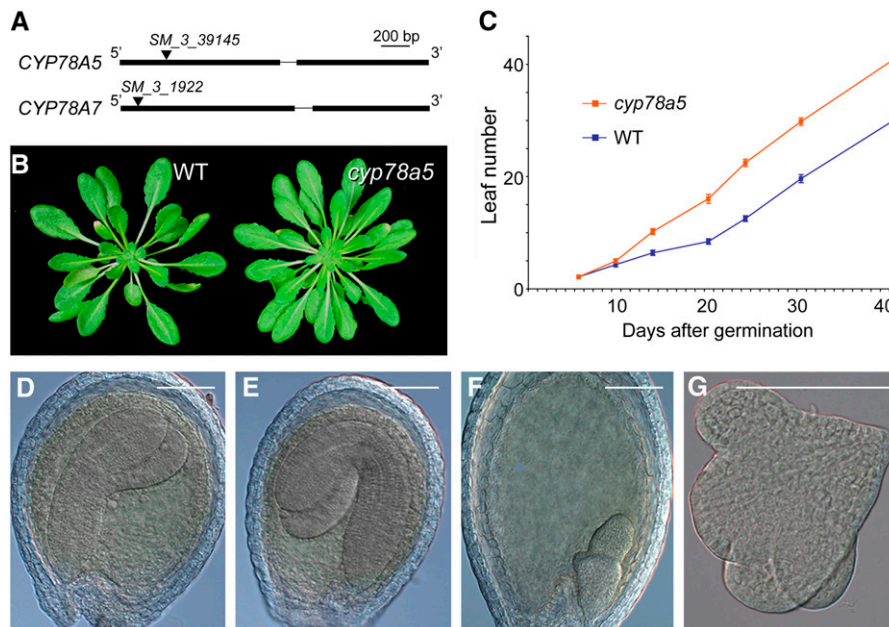 A
5' SM_3_39145 200 bp 3'
CYP78A5
5' SM_3_1922 3'
CYP78A7
B WT cyp78a5
C
Leaf number
40
20
0
cyp78a5
WT
10 20 30 40
Days after germination
D E F G